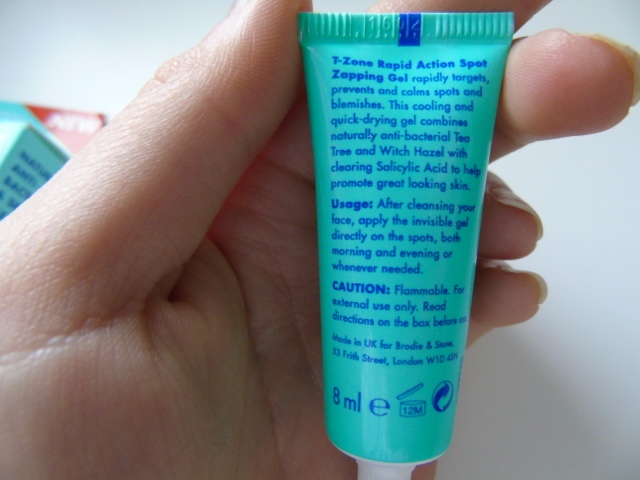 T-Zone Rapid Action Spot
Zapping Gel rapidly targets,
prevents and calms spots and
blemishes. This cooling and
quick-drying gel combines
naturally anti-bacterial Tea
Tree and Witch Hazel with
clearing Salicylic Acid to help
promote great looking skin.
Usage: After cleansing your
face, apply the invisible gel
directly on the spots, both
morning and evening or
whenever needed.
CAUTION: Flammable. For
external use only. Read
directions on the box before
Made in UK for Brodie & Stone,
53 Frith Street, London W1D 4SN
8 ml e
12M
NEW